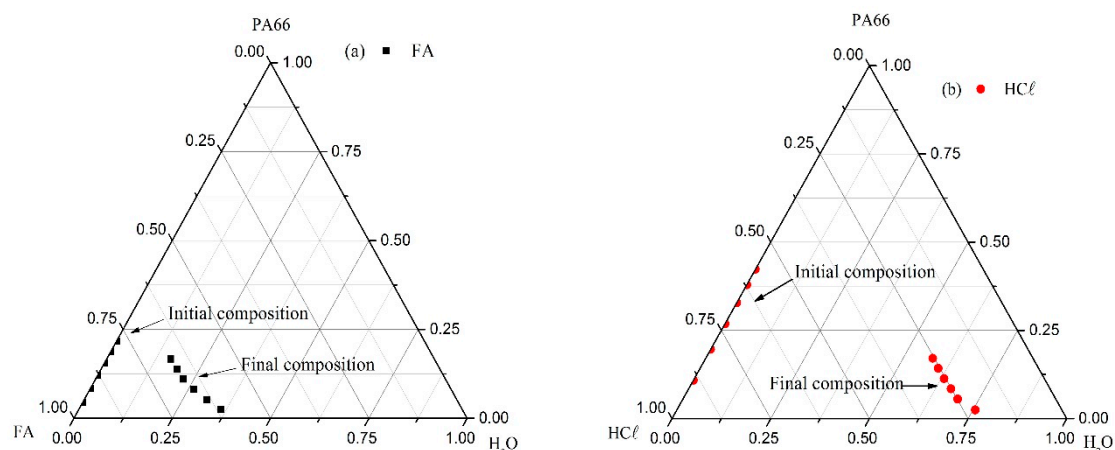 PA66
0.00 1.00
(a) FA
0.25 0.75
0.50 0.50
Initial composition
0.75 0.25
Final composition
1.00 0.00
FA
0.00 0.25 0.50 0.75 1.00
H₂O
PA66
0.00 1.00
(b) HCℓ
0.25 0.75
0.50 0.50
Initial composition
0.75 0.25
Final composition
1.00 0.00
HCℓ
0.00 0.25 0.50 0.75 1.00
H₂O